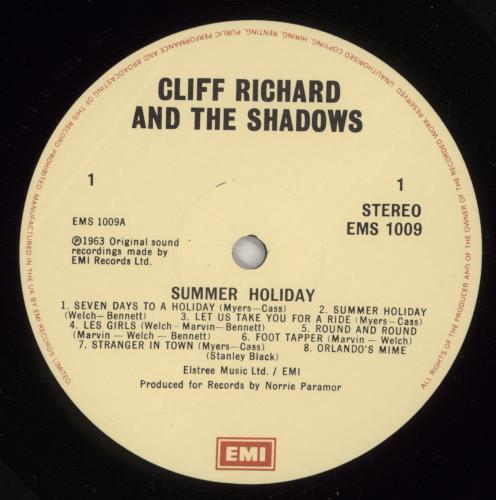 UNAUTHORISED COPYING, HIRING, RENTING, PUBLIC PERFORMANCE AND BROADCASTING OF THIS RECORD PROHIBITED. MANUFACTURED IN THE UK BY EMI RECORDS LIMITED
ALL RIGHTS OF THE PRODUCER AND OF THE OWNER OF THE RECORDED WORK RESERVED
CLIFF RICHARD
AND THE SHADOWS
1
1
EMS 1009A
STEREO
EMS 1009
℗1963 Original sound
recordings made by
EMI Records Ltd.
SUMMER HOLIDAY
1. SEVEN DAYS TO A HOLIDAY (Myers-Cass) 2. SUMMER HOLIDAY
(Welch-Bennett) 3. LET US TAKE YOU FOR A RIDE (Myers-Cass)
4. LES GIRLS (Welch-Marvin-Bennett) 5. ROUND AND ROUND
(Marvin - Welch - Bennett) 6. FOOT TAPPER (Marvin - Welch)
7. STRANGER IN TOWN (Myers-Cass) 8. ORLANDO'S MIME
(Stanley Black)
Elstree Music Ltd. / EMI
Produced for Records by Norrie Paramor
EMI